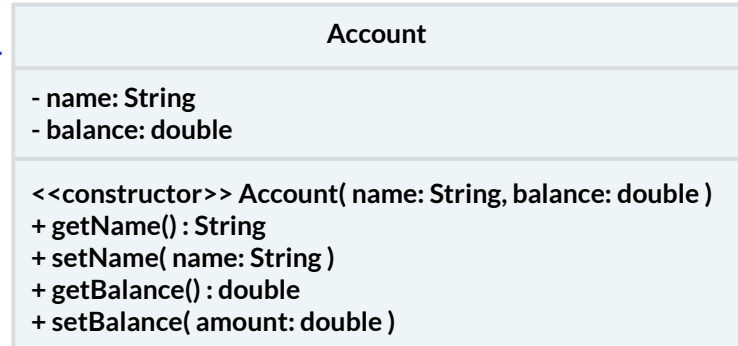 Account
- name: String
- balance: double
<<constructor>> Account( name: String, balance: double )
+ getName() : String
+ setName( name: String )
+ getBalance() : double
+ setBalance( amount: double )